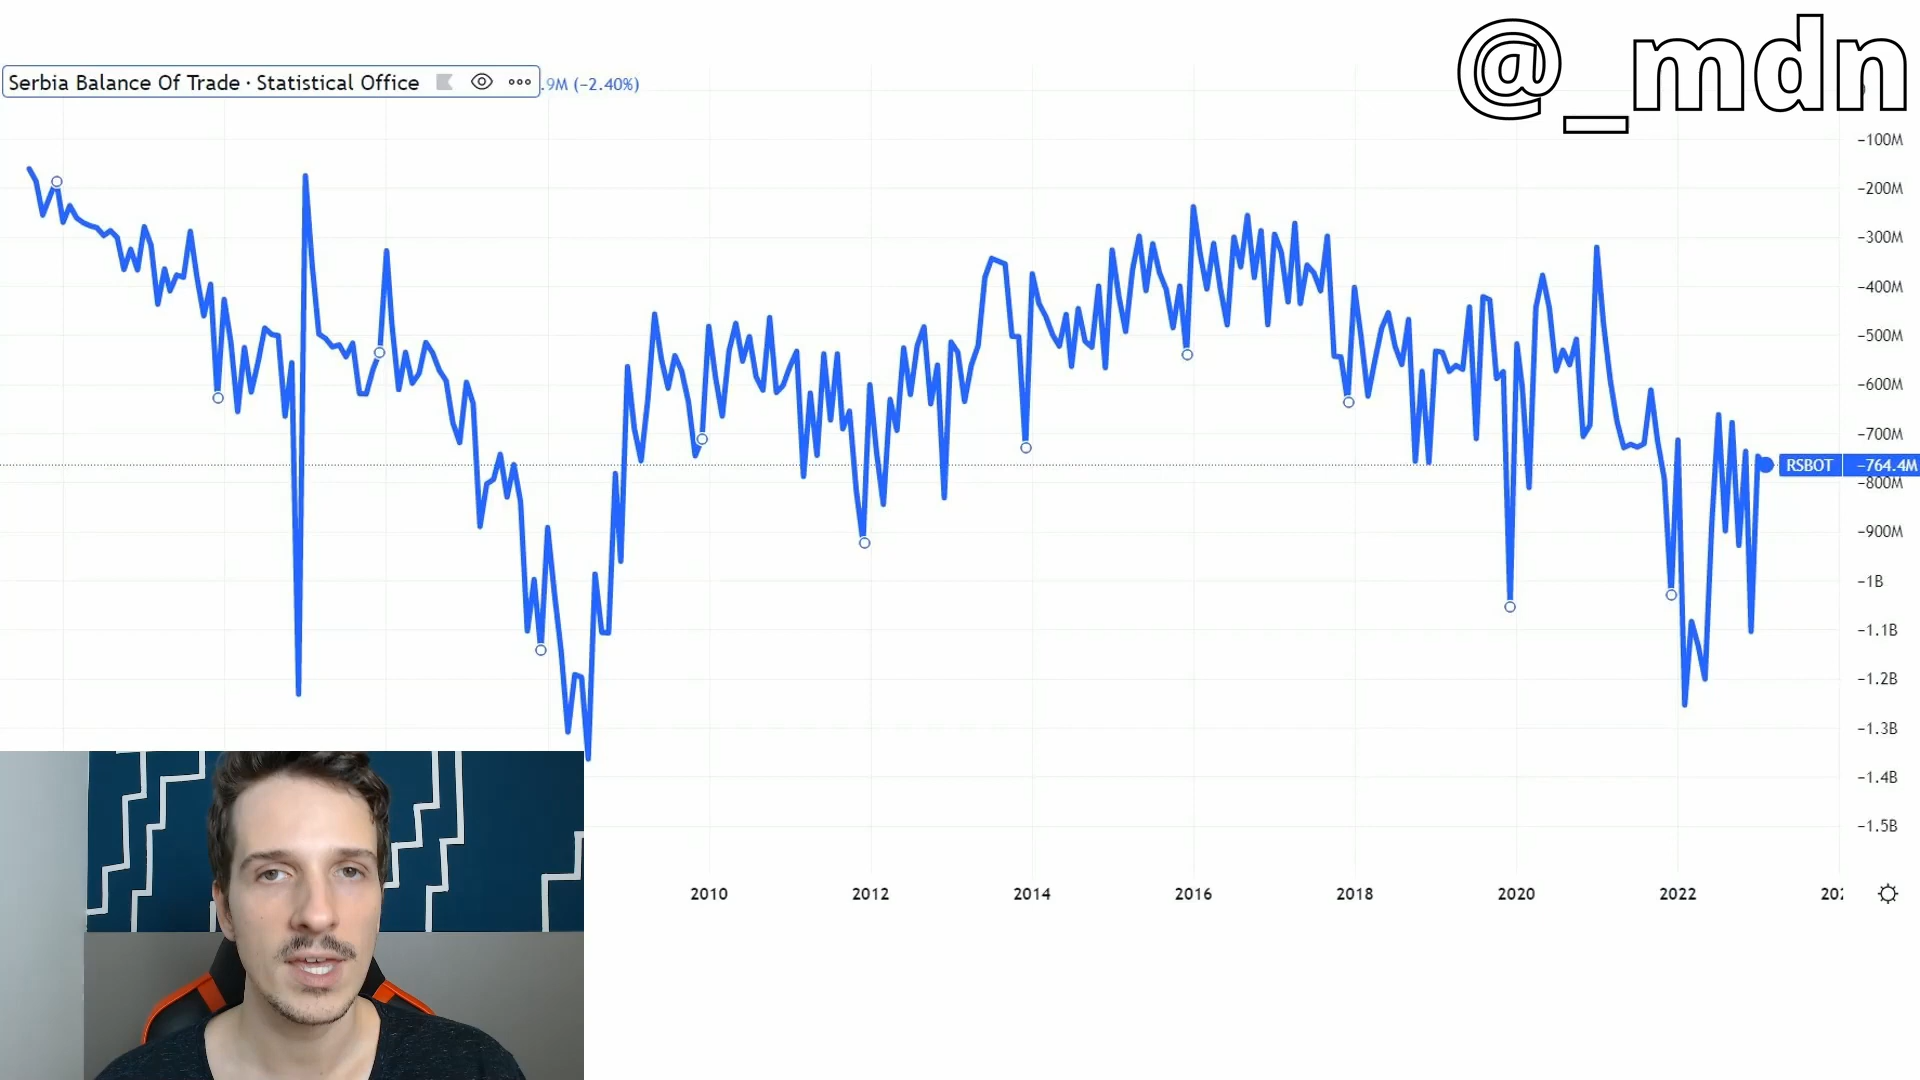 @_mdn
Serbia Balance Of Trade · Statistical Office
.9M (−2.40%)
−100M
−200M
−300M
−400M
−500M
−600M
−700M
RSBOT −764.4M
−800M
−900M
−1B
−1.1B
−1.2B
−1.3B
−1.4B
−1.5B
2010 2012 2014 2016 2018 2020 2022